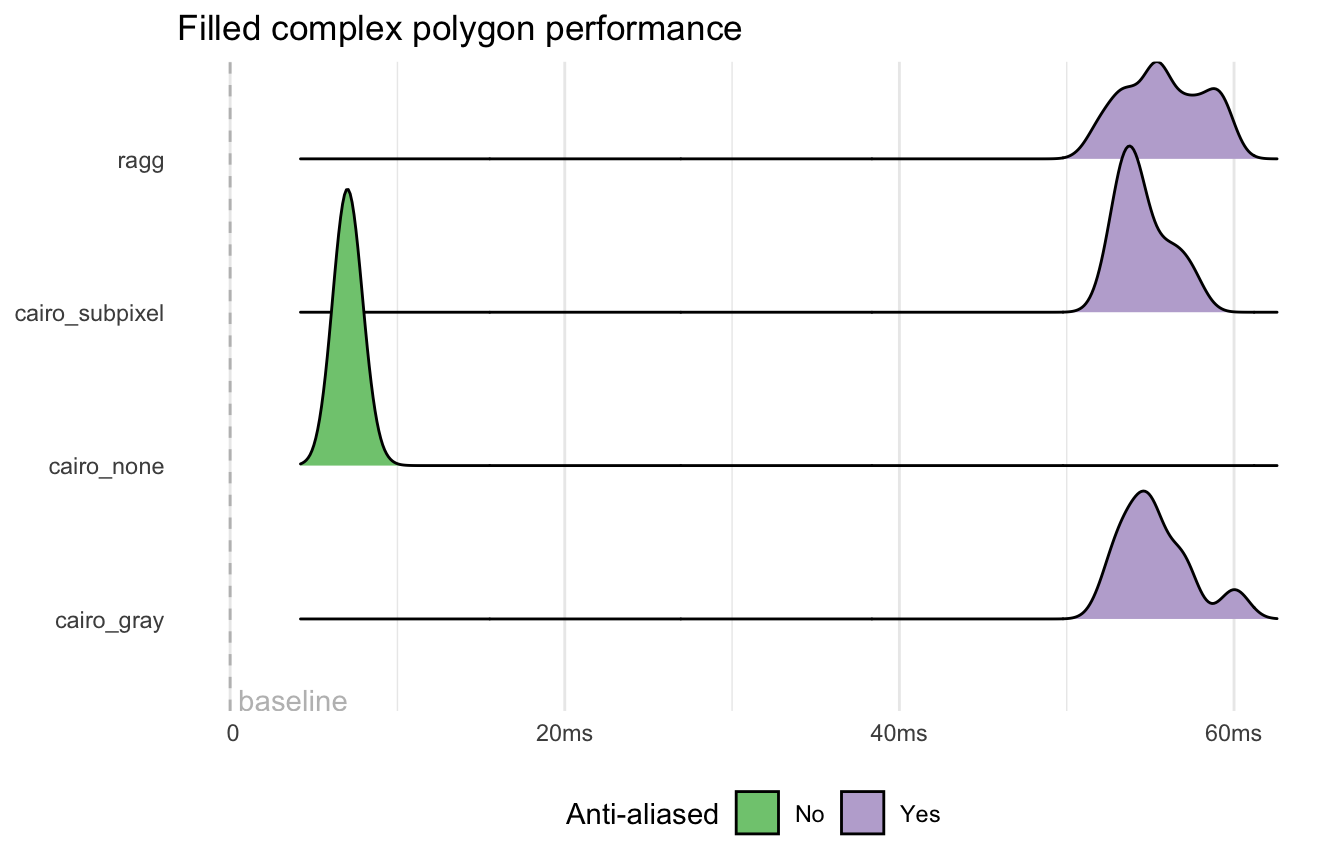 Filled complex polygon performance
ragg
cairo_subpixel
cairo_none
cairo_gray
baseline
0 20ms 40ms 60ms
Anti-aliased No Yes